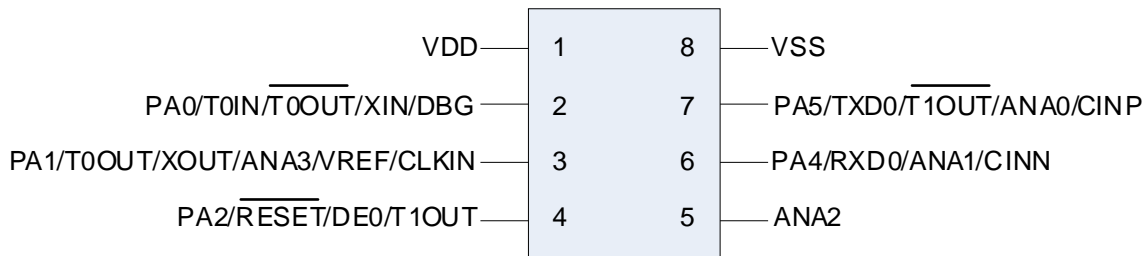 VDD 1 8 VSS
PA0/T0IN/T0OUT/XIN/DBG 2 7 PA5/TXD0/T1OUT/ANA0/CINP
PA1/T0OUT/XOUT/ANA3/VREF/CLKIN 3 6 PA4/RXD0/ANA1/CINN
PA2/RESET/DE0/T1OUT 4 5 ANA2